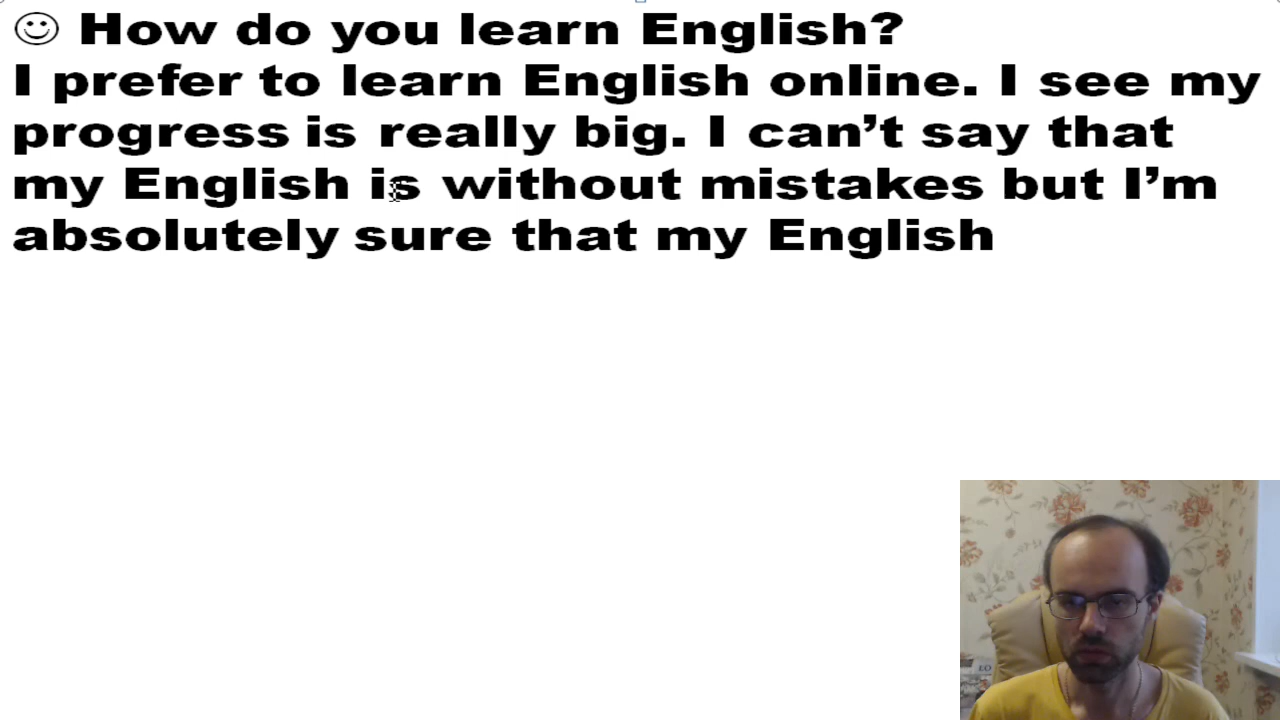 ☺ How do you learn English?
I prefer to learn English online. I see my
progress is really big. I can’t say that
my English is without mistakes but I’m
absolutely sure that my English